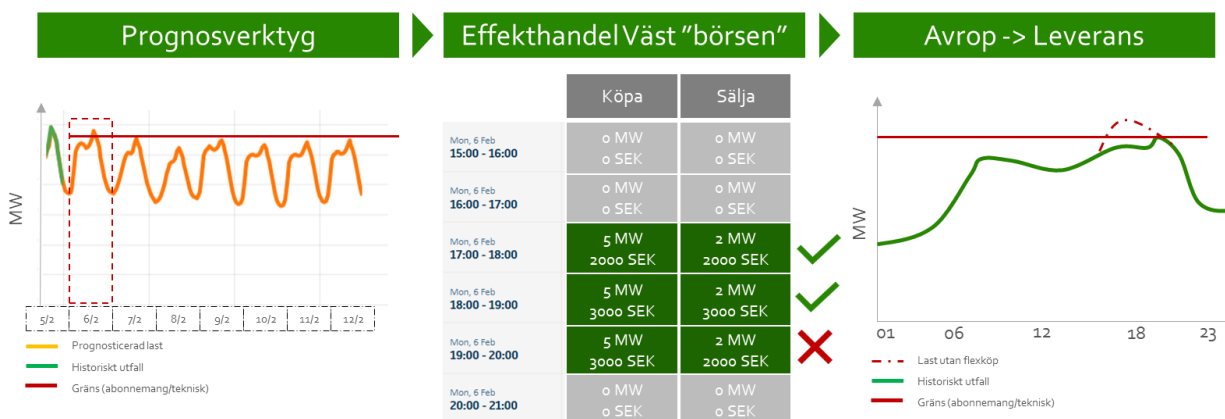 Prognosverktyg
Effekthandel Väst ”börsen”
Avrop -> Leverans
MW
5/2 6/2 7/2 8/2 9/2 10/2 11/2 12/2
Prognosticerad last
Historiskt utfall
Gräns (abonnemang/teknisk)
Köpa Sälja
Mon, 6 Feb
15:00 - 16:00
0 MW 0 MW
0 SEK 0 SEK
Mon, 6 Feb
16:00 - 17:00
0 MW 0 MW
0 SEK 0 SEK
Mon, 6 Feb
17:00 - 18:00
5 MW 2 MW
2000 SEK 2000 SEK
Mon, 6 Feb
18:00 - 19:00
5 MW 2 MW
3000 SEK 3000 SEK
Mon, 6 Feb
19:00 - 20:00
5 MW 2 MW
3000 SEK 2000 SEK
Mon, 6 Feb
20:00 - 21:00
0 MW 0 MW
0 SEK 0 SEK
MW
01 06 12 18 23
Last utan flexköp
Historiskt utfall
Gräns (abonnemang/teknisk)